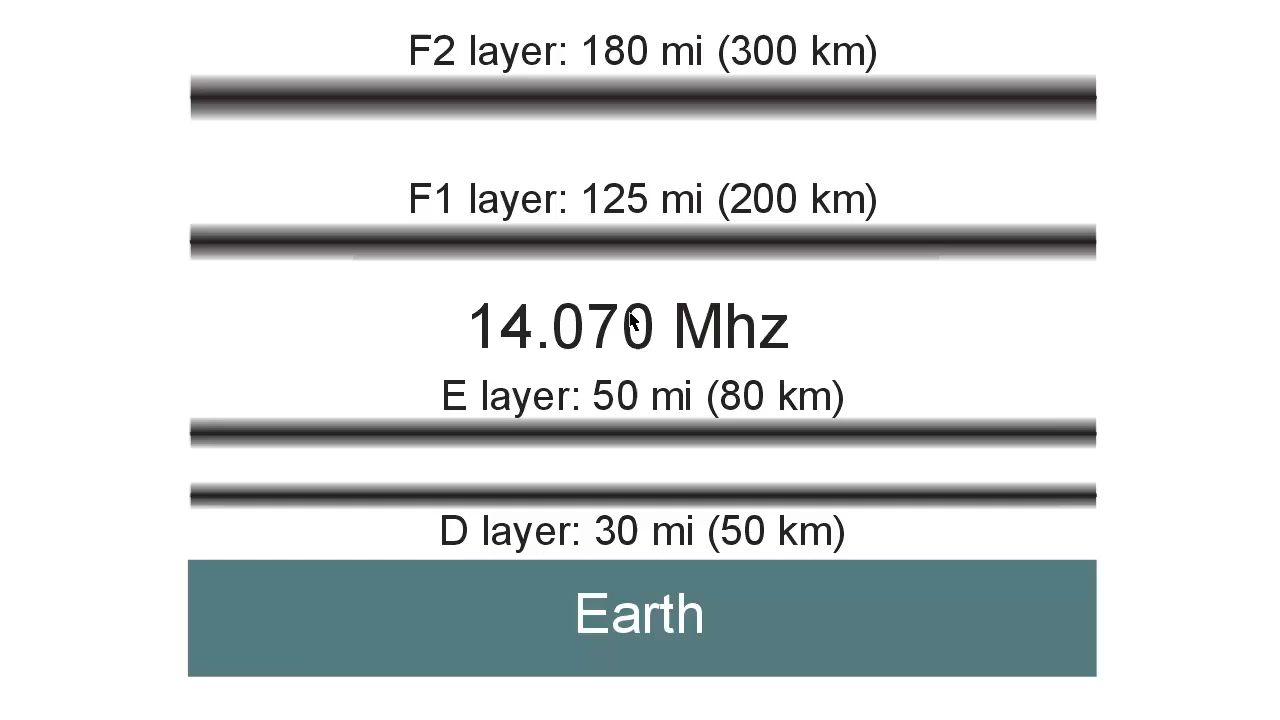 F2 layer: 180 mi (300 km)
F1 layer: 125 mi (200 km)
14.070 Mhz
E layer: 50 mi (80 km)
D layer: 30 mi (50 km)
Earth